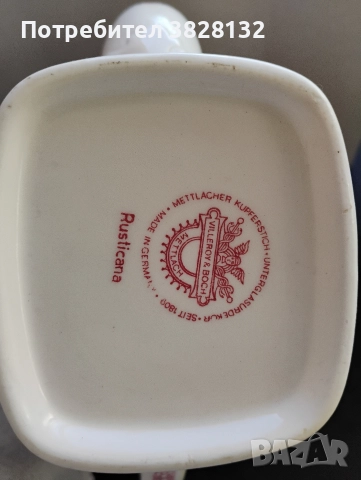 Потребител 3828132
METTLACHER KUPFERSTICH · UNTERGLASURDEKOR · SEIT 1809 · MADE IN GERMANY ·
VILLEROY & BOCH
METTLACH
Rusticana
BAZAR